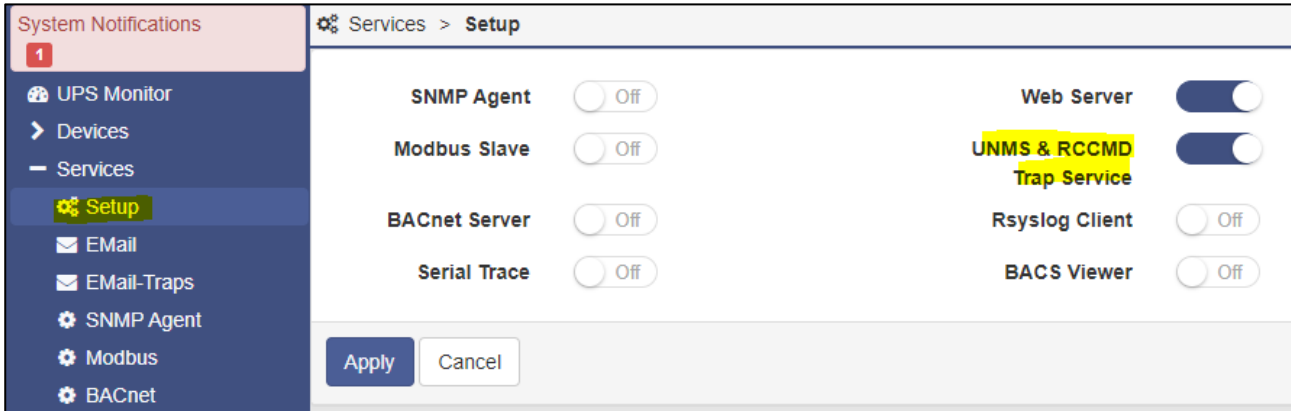 System Notifications
1
UPS Monitor
Devices
Services
Setup
EMail
EMail-Traps
SNMP Agent
Modbus
BACnet
Services > Setup
SNMP Agent Off
Web Server
Modbus Slave Off
UNMS & RCCMD
Trap Service
BACnet Server Off
Rsyslog Client Off
Serial Trace Off
BACS Viewer Off
Apply Cancel